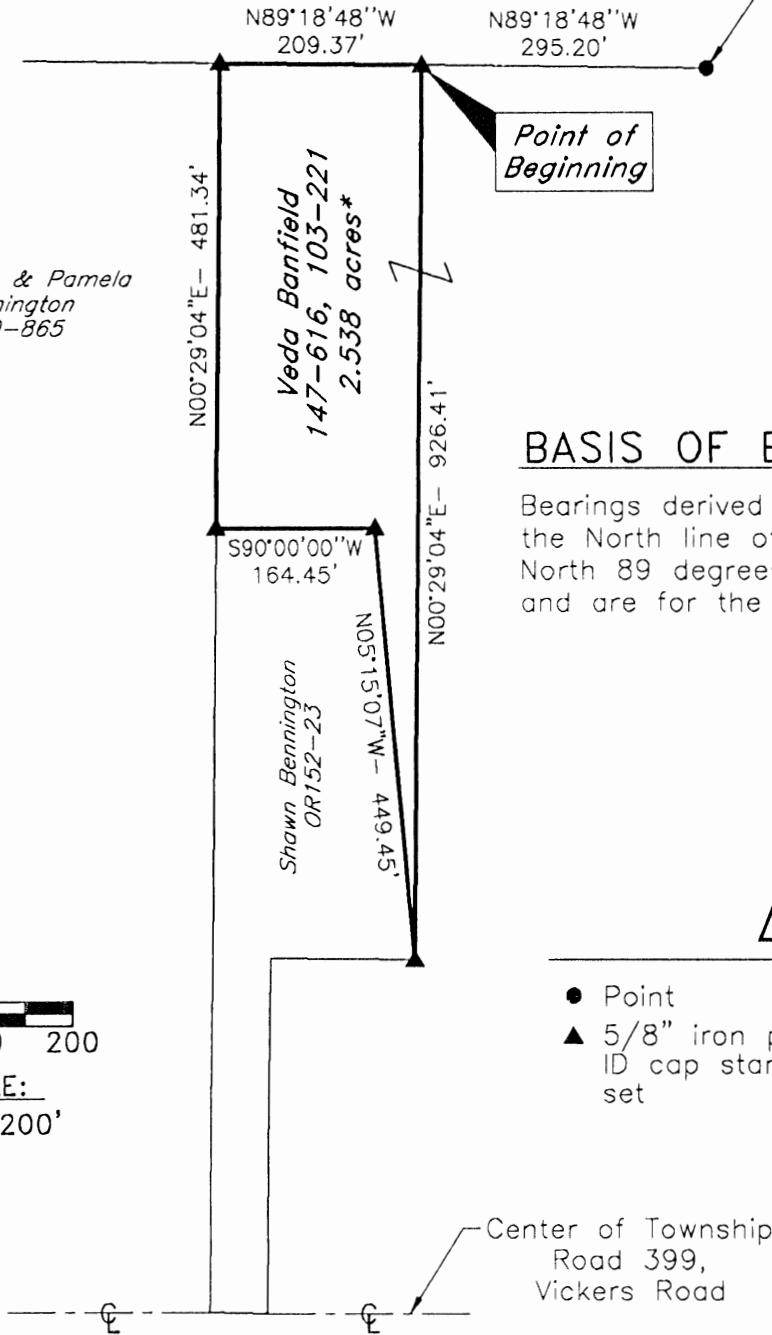 N89°18'48''W
209.37'
N89°18'48''W
295.20'
Point of
Beginning
N00°29'04"E- 481.34'
Veda Banfield
147-616, 103-221
2.538 acres*
& Pamela
-865
N00°29'04"E- 926.41'
BASIS OF
Bearings derived
the North line of
North 89
and are for the
S90°00'00''W
164.45'
N05°15'07"W- 449.45'
Shawn Bennington
OR152-23
200
200'
Point
5/8" iron
ID cap
set
Center of Township
Road 399,
Vickers Road